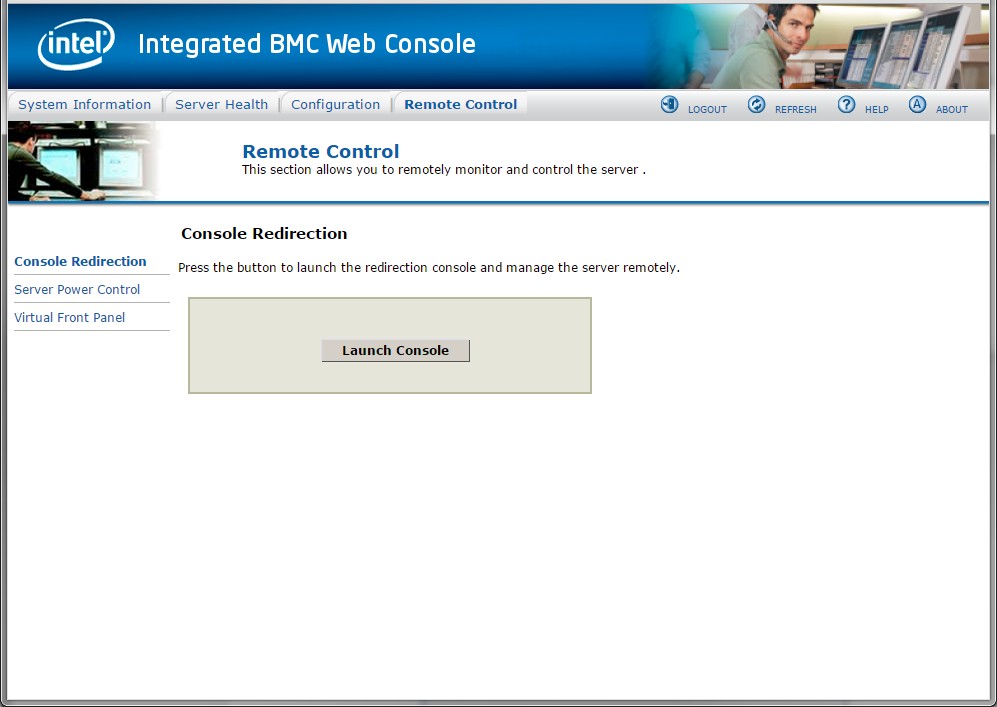 intel Integrated BMC Web Console
System Information Server Health Configuration Remote Control LOGOUT REFRESH ? HELP A ABOUT
Remote Control
This section allows you to remotely monitor and control the server .
Console Redirection
Console Redirection
Press the button to launch the redirection console and manage the server remotely.
Server Power Control
Virtual Front Panel
Launch Console